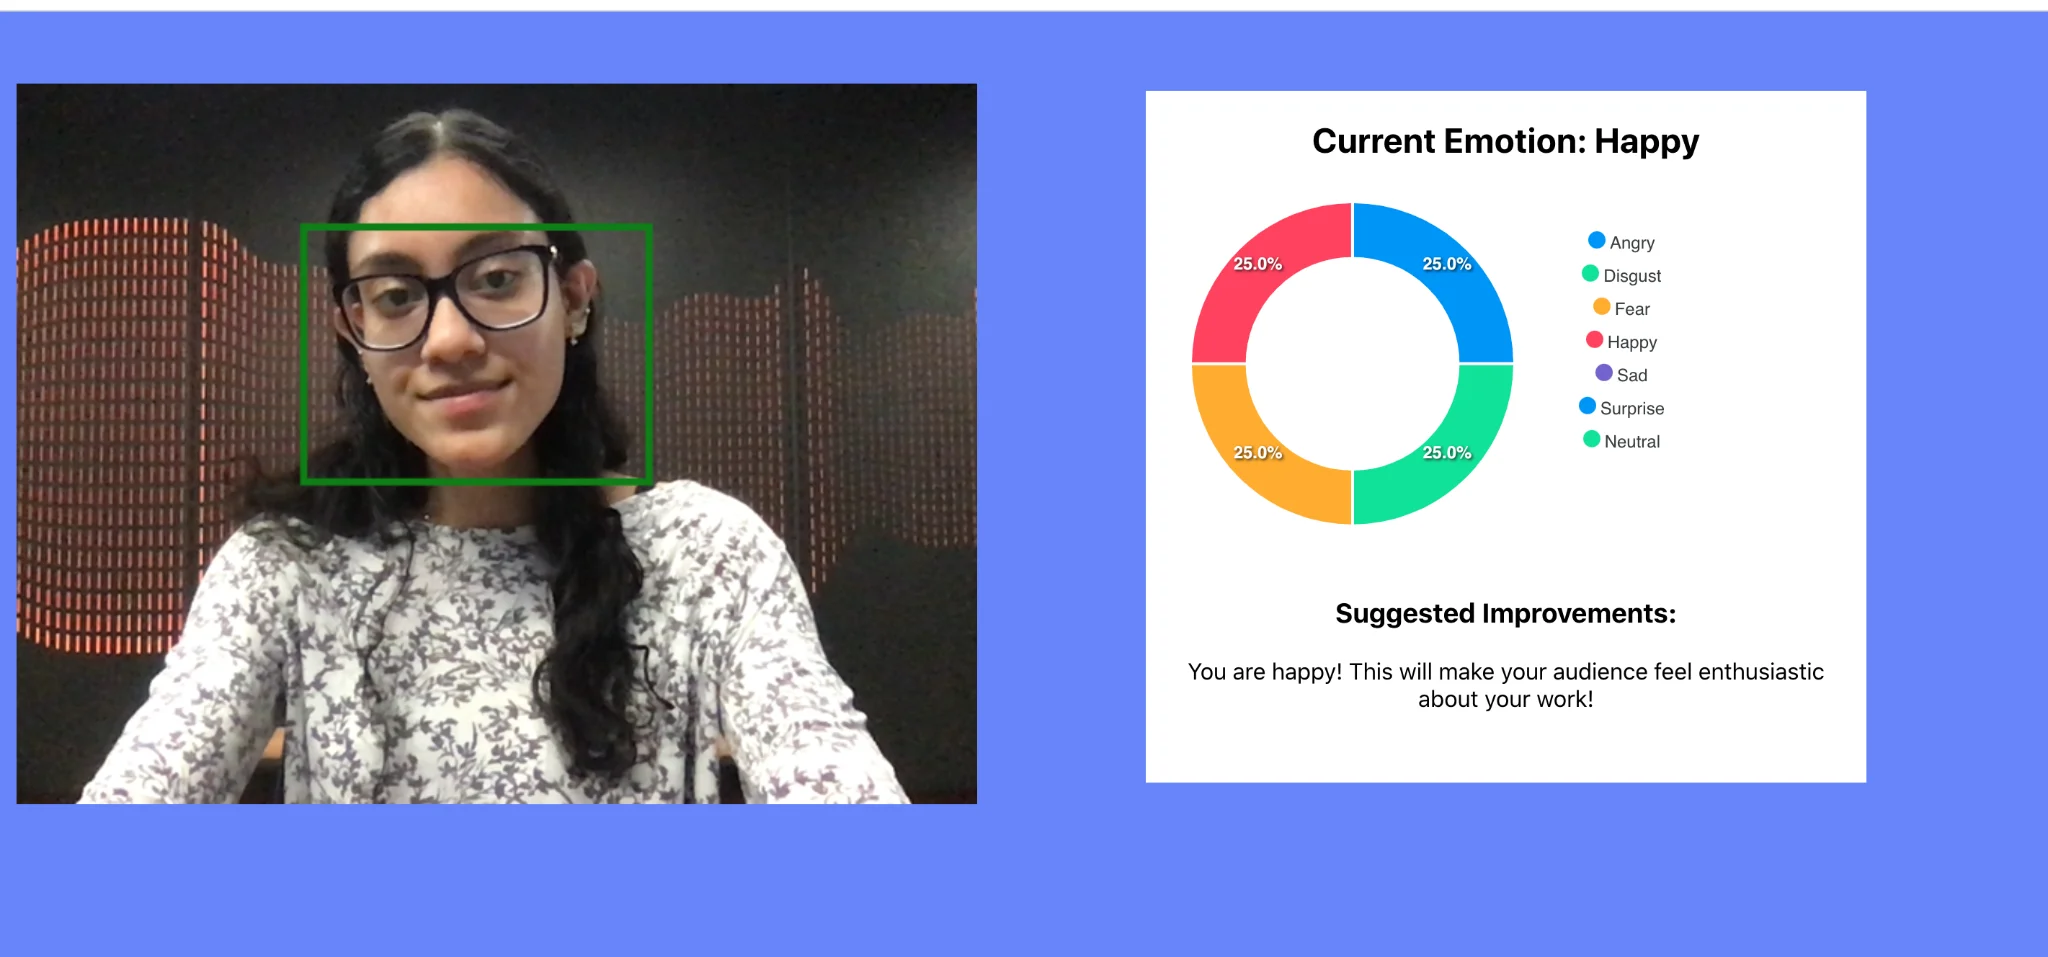 Current Emotion: Happy
25.0%
25.0%
25.0%
25.0%
Angry
Disgust
Fear
Happy
Sad
Surprise
Neutral
Suggested Improvements:
You are happy! This will make your audience feel enthusiastic
about your work!